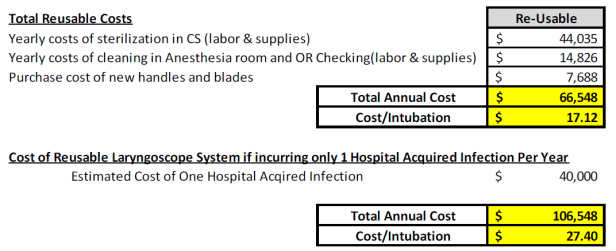 Total Reusable Costs Re-Usable
Yearly costs of sterilization in CS (labor & supplies) $ 44,035
Yearly costs of cleaning in Anesthesia room and OR Checking(labor & supplies) $ 14,826
Purchase cost of new handles and blades $ 7,688
Total Annual Cost $ 66,548
Cost/Intubation $ 17.12
Cost of Reusable Laryngoscope System if incurring only 1 Hospital Acquired Infection Per Year
Estimated Cost of One Hospital Acqired Infection $ 40,000
Total Annual Cost $ 106,548
Cost/Intubation $ 27.40